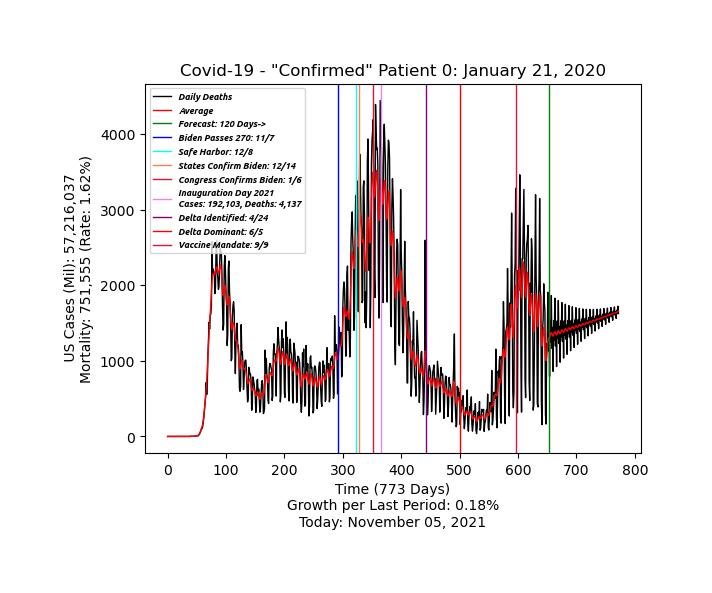 Covid-19 - "Confirmed" Patient 0: January 21, 2020
Daily Deaths
Average
Forecast: 120 Days->
Biden Passes 270: 11/7
Safe Harbor: 12/8
States Confirm Biden: 12/14
Congress Confirms Biden: 1/6
Inauguration Day 2021
Cases: 192,103, Deaths: 4,137
Delta Identified: 4/24
Delta Dominant: 6/5
Vaccine Mandate: 9/9
US Cases (Mil): 57,216,037
Mortality: 751,555 (Rate: 1.62%)
4000
3000
2000
1000
0
0 100 200 300 400 500 600 700 800
Time (773 Days)
Growth per Last Period: 0.18%
Today: November 05, 2021